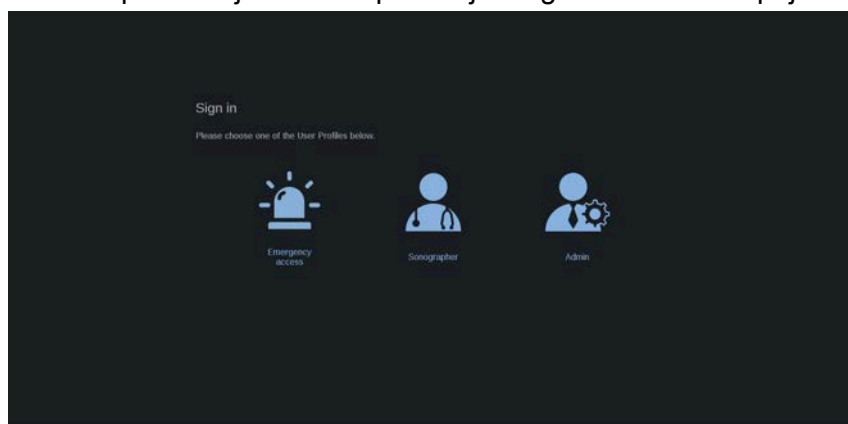 Sign in
Please choose one of the User Profiles below.
Emergency
access
Sonographer
Admin